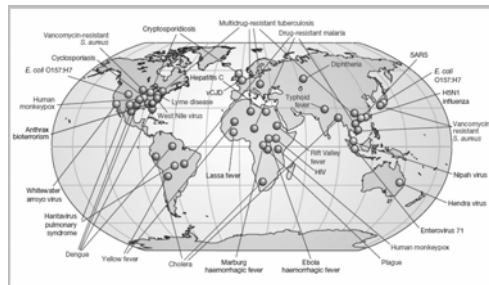 Cryptosporidiosis
Multidrug-resistant tuberculosis
Drug-resistant malaria
Vancomycin-resistant
S. aureus
Cyclosporiasis
E. coli O157:H7
Human
monkeypox
Anthrax
bioterrorism
Hepatitis C
vCJD
Lyme disease
West Nile virus
Diphtheria
Typhoid
fever
SARS
E. coli
O157:H7
H5N1
influenza
Vancomycin
resistant
S. aureus
Rift Valley
fever
HIV
Lassa fever
Whitewater
arroyo virus
Hantavirus
pulmonary
syndrome
Dengue
Yellow fever
Cholera
Marburg
haemorrhagic fever
Ebola
haemorrhagic fever
Plague
Human monkeypox
Enterovirus 71
Hendra virus
Nipah virus